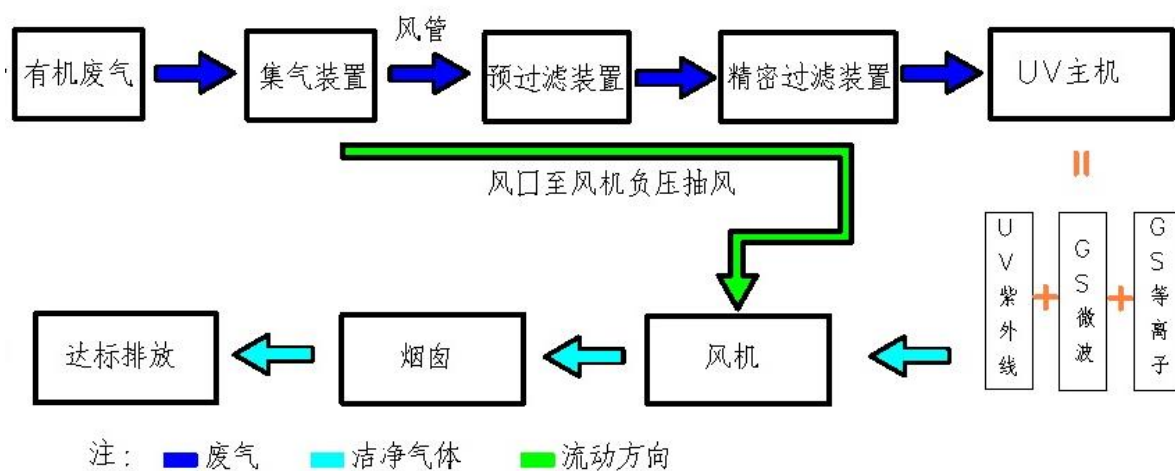 风管
有机废气
集气装置
预过滤装置
精密过滤装置
UV主机
风口至风机负压抽风
UV紫外线
GS微波
GS等离子
达标排放
烟囱
风机
注：
废气
洁净气体
流动方向